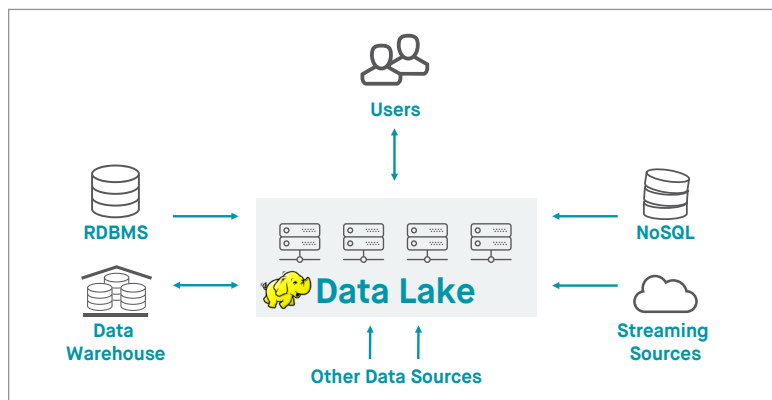 Users
RDBMS
NoSQL
Data Lake
Data
Warehouse
Streaming
Sources
Other Data Sources